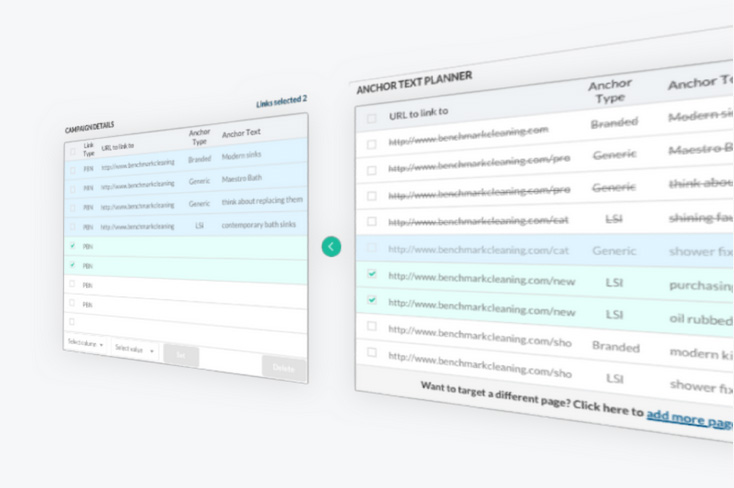 Links selected 2
CAMPAIGN DETAILS
Link Type URL to link to Anchor Type Anchor Text
PBN http://www.benchmarkcleaning Branded Modern sinks
PBN http://www.benchmarkcleaning Generic Maestro Bath
PBN http://www.benchmarkcleaning Generic think about replacing them
PBN http://www.benchmarkcleaning LSI contemporary bath sinks
PBN
PBN
PBN
PBN
Select column Select value Set Delete
ANCHOR TEXT PLANNER
URL to link to Anchor Type Anchor Te
http://www.benchmarkcleaning.com Branded Modern si
http://www.benchmarkcleaning.com/pro Generic Maestro B
http://www.benchmarkcleaning.com/pro Generic think abou
http://www.benchmarkcleaning.com/cat LSI shining fau
http://www.benchmarkcleaning.com/cat Generic shower fix
http://www.benchmarkcleaning.com/new LSI purchasing
http://www.benchmarkcleaning.com/new LSI oil rubbed
http://www.benchmarkcleaning.com/sho Branded modern ki
http://www.benchmarkcleaning.com/sho LSI shower fix
Want to target a different page? Click here to add more page